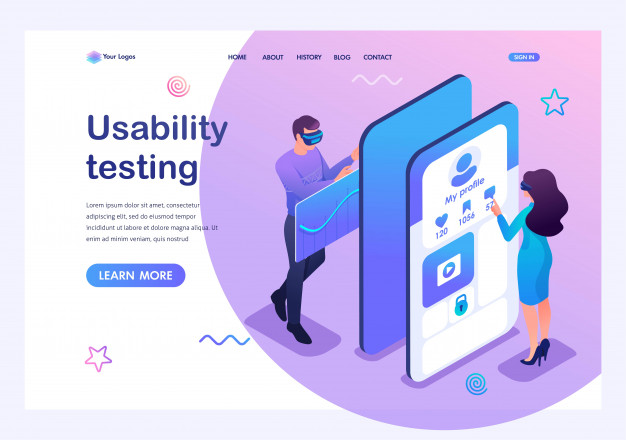 Your Logos
HOME
ABOUT
HISTORY
BLOG
CONTACT
SIGN IN
Usability
testing
Lorem ipsum dolor sit amet, consectetur
adipiscing elit, sed do eiusmod tempor
incididunt ut labore et dolore magna aliqua. Ut
enim ad minim veniam, quis nostrud
LEARN MORE
My profile
120
1056